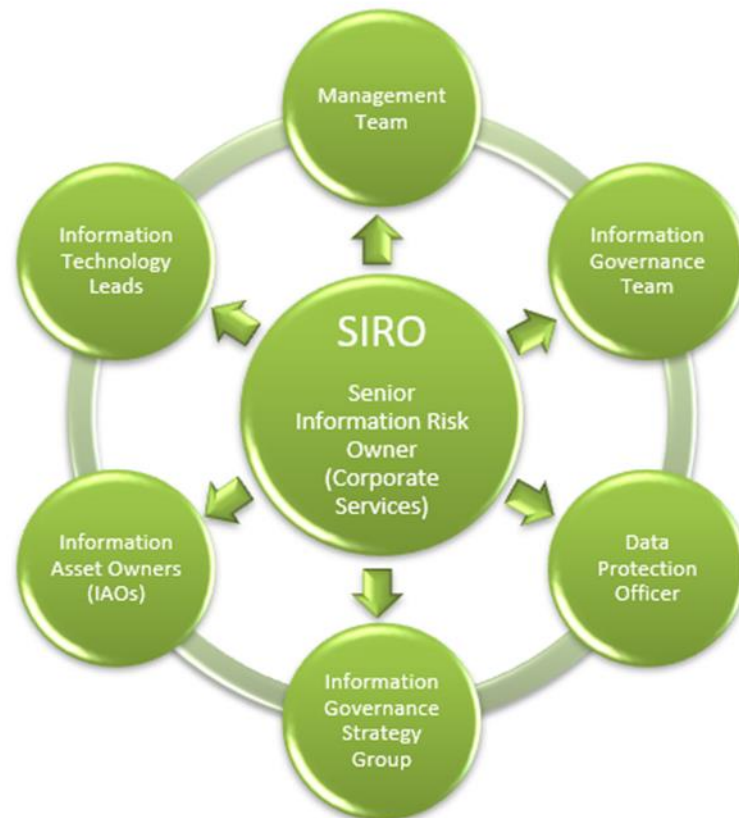 Management
Team
Information
Governance
Team
Data
Protection
Officer
Information
Governance
Strategy
Group
Information
Asset Owners
(IAOs)
Information
Technology
Leads
SIRO
Senior
Information Risk
Owner
(Corporate
Services)